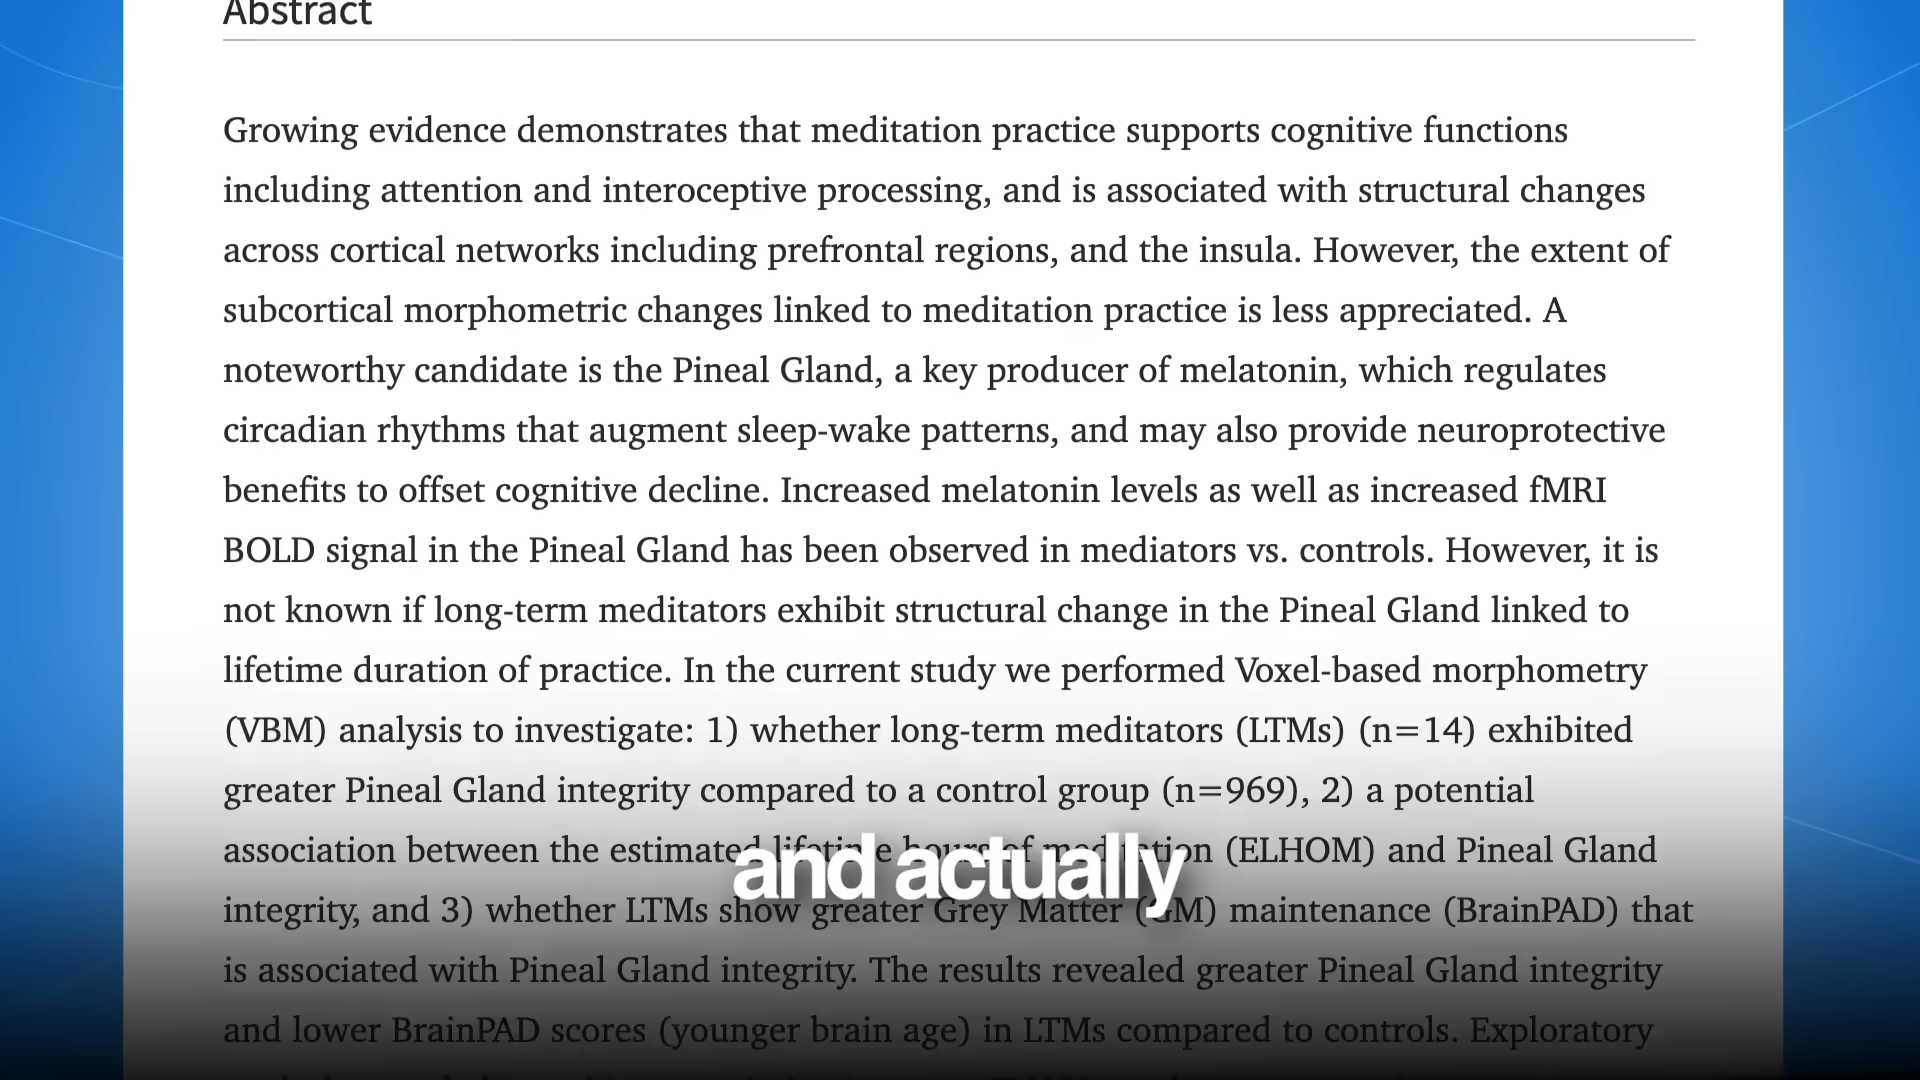 Abstract
Growing evidence demonstrates that meditation practice supports cognitive functions
including attention and interoceptive processing, and is associated with structural changes
across cortical networks including prefrontal regions, and the insula. However, the extent of
subcortical morphometric changes linked to meditation practice is less appreciated. A
noteworthy candidate is the Pineal Gland, a key producer of melatonin, which regulates
circadian rhythms that augment sleep-wake patterns, and may also provide neuroprotective
benefits to offset cognitive decline. Increased melatonin levels as well as increased fMRI
BOLD signal in the Pineal Gland has been observed in mediators vs. controls. However, it is
not known if long-term meditators exhibit structural change in the Pineal Gland linked to
lifetime duration of practice. In the current study we performed Voxel-based morphometry
(VBM) analysis to investigate: 1) whether long-term meditators (LTMs) (n=14) exhibited
greater Pineal Gland integrity compared to a control group (n=969), 2) a potential
association between the estimated lifetime hours of meditation (ELHOM) and Pineal Gland
and actually
integrity, and 3) whether LTMs show greater Grey Matter (GM) maintenance (BrainPAD) that
is associated with Pineal Gland integrity. The results revealed greater Pineal Gland integrity
and lower BrainPAD scores (younger brain age) in LTMs compared to controls. Exploratory